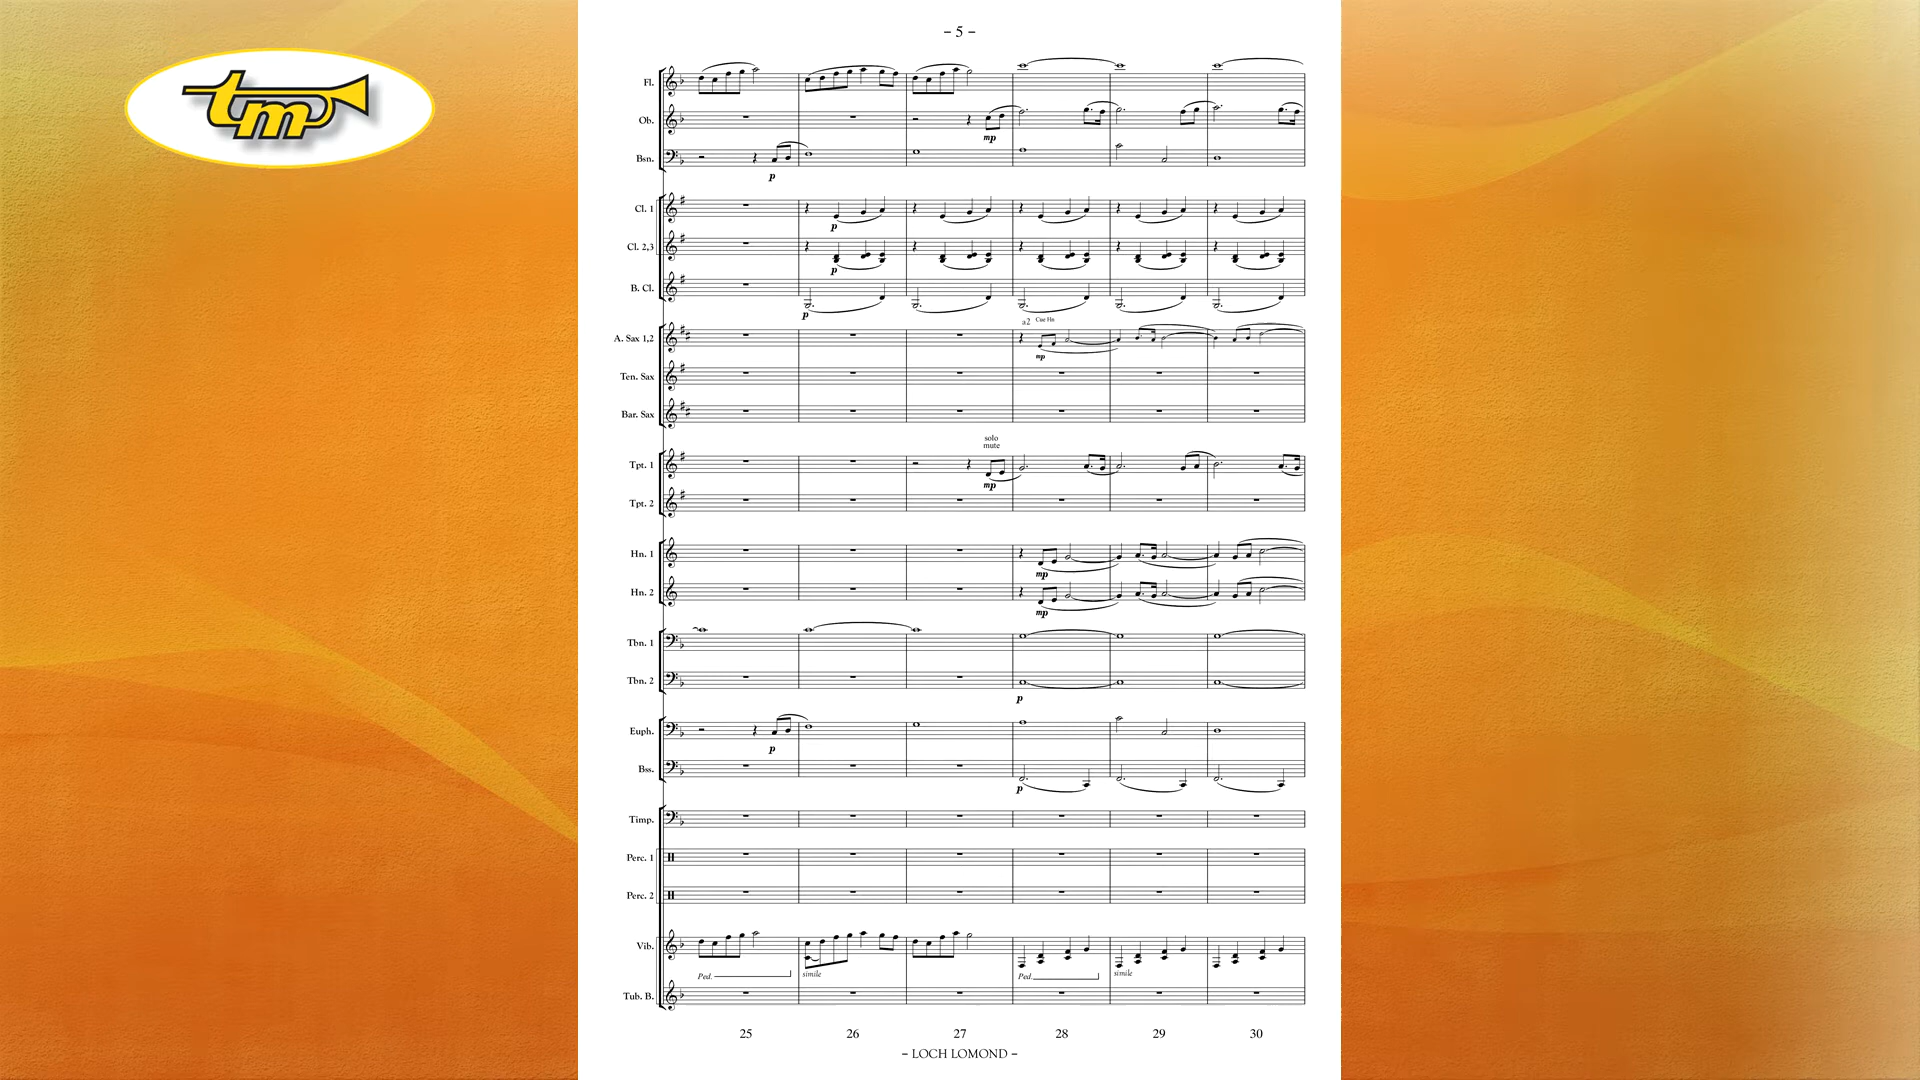 – 5 –
tm
Fl.
Ob.
mp
Bsn.
p
Cl. 1
p
Cl. 2,3
p
B. Cl.
p
a2 Cue Hn
A. Sax 1,2
mp
Ten. Sax
Bar. Sax
solo
mute
Tpt. 1
mp
Tpt. 2
Hn. 1
mp
Hn. 2
mp
Tbn. 1
Tbn. 2
p
Euph.
p
Bss.
p
Timp.
Perc. 1
Perc. 2
Vib.
Ped. simile Ped. simile
Tub. B.
25 26 27 28 29 30
– LOCH LOMOND –